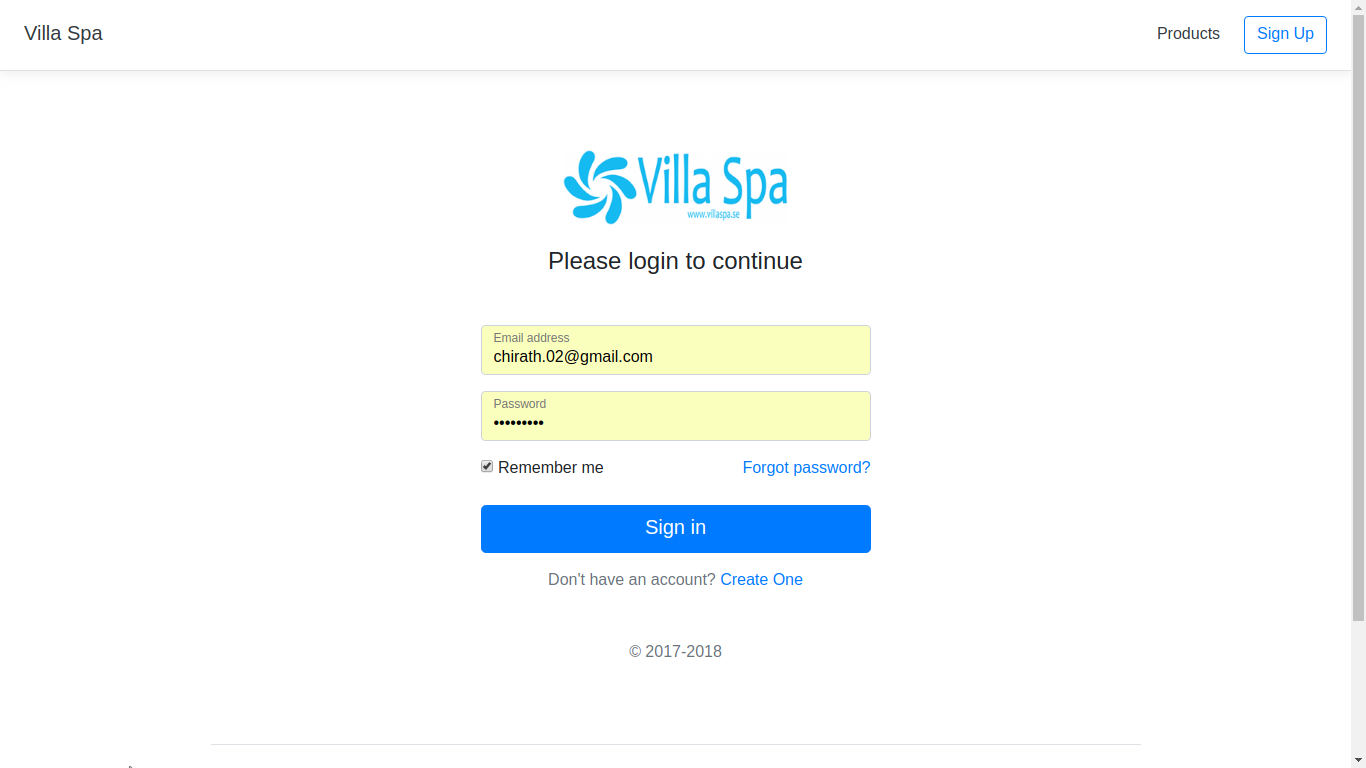 Villa Spa
Products
Sign Up
Villa Spa
www.villaspa.se
Please login to continue
Email address
chirath.02@gmail.com
Password
•••••••••
Remember me
Forgot password?
Sign in
Don't have an account? Create One
© 2017-2018